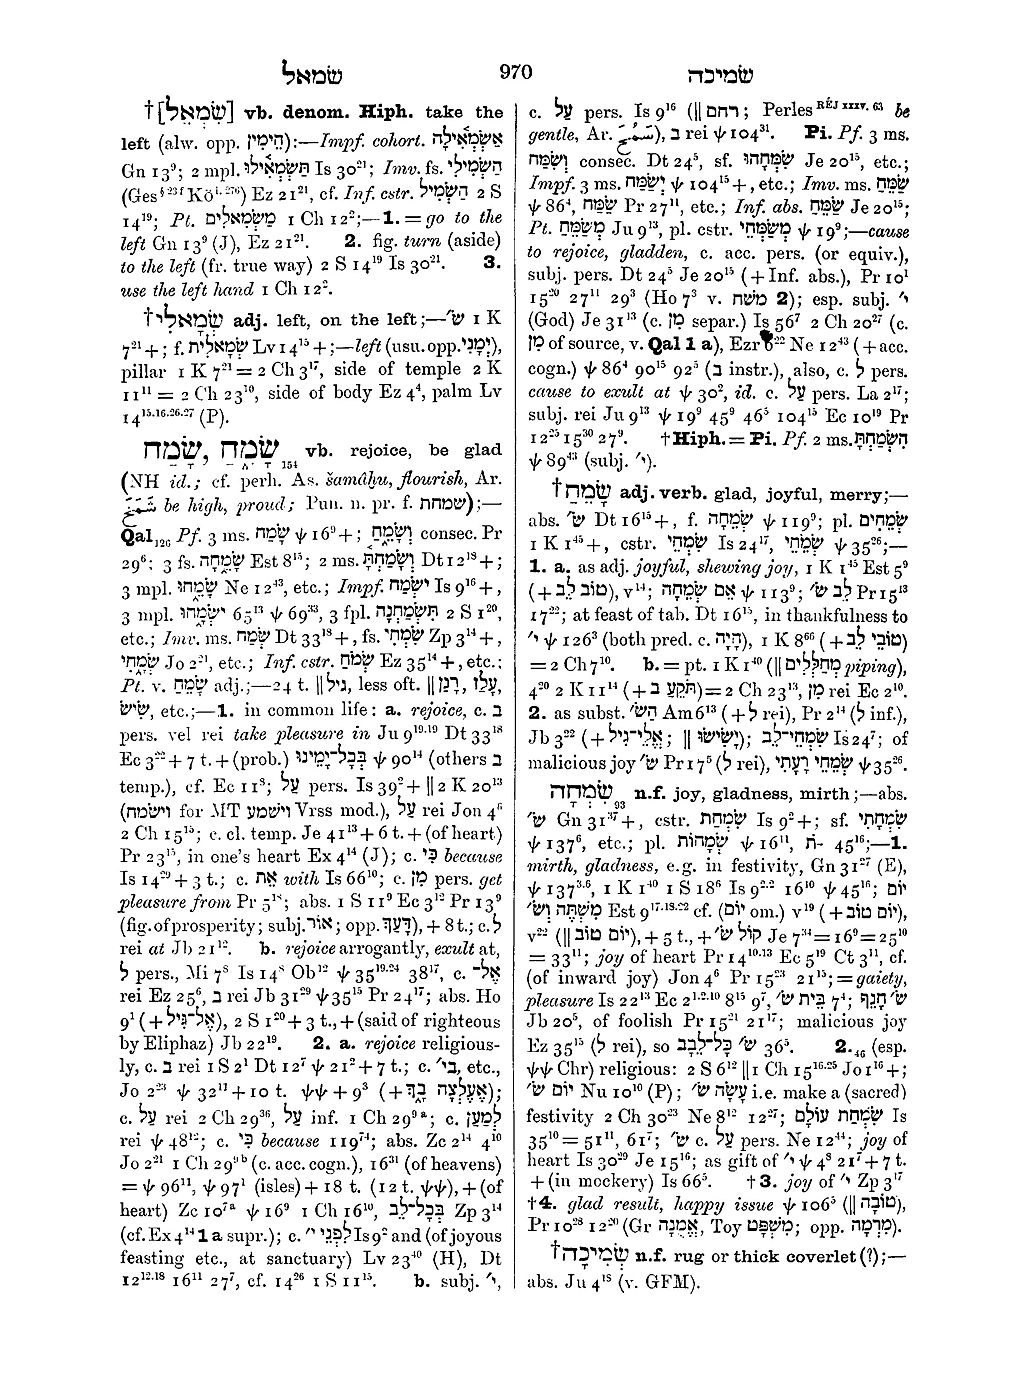 שׂמאל 970 שׂמיכה
†[שִׂמְאֵל] vb. denom. Hiph. take the
left (alw. opp. הֵימִין):—Impf. cohort. אַשְׂמְאִ֫ילָה
Gn 13⁹; 2 mpl. תַּשְׂמְאִ֫ילוּ Is 30²¹; Imv. fs. הַשְׂמִ֫ילִי
(Ges§ 23 f Köi. 276) Ez 21²¹, cf. Inf. cstr. הַשְׂמִיל 2 S
14¹⁹; Pt. מַשְׂמְאִלִים 1 Ch 12²;—1. = go to the
left Gn 13⁹ (J), Ez 21²¹. 2. fig. turn (aside)
to the left (fr. true way) 2 S 14¹⁹ Is 30²¹. 3.
use the left hand 1 Ch 12².
†שְׂמָאלִי adj. left, on the left;—שׂ׳ 1 K
7²¹ +; f. שְׂמָאלִית Lv 14¹⁵ +;—left (usu. opp. יְמָנִי),
pillar 1 K 7²¹ = 2 Ch 3¹⁷, side of temple 2 K
11¹¹ = 2 Ch 23¹⁰, side of body Ez 4⁴, palm Lv
14¹⁵·¹⁶·²⁶·²⁷ (P).
שָׂמַח, שָׂמֵחַ 154 vb. rejoice, be glad
(NH id.; cf. perh. As. šamâḫu, flourish, Ar.
شمخ be high, proud; Pun. n. pr. f. שמחת);—
Qal126 Pf. 3 ms. שָׂמַח ψ 16⁹ +; וְשָׂמֵחַ consec. Pr
29⁶; 3 fs. שָׂמֵחָה Est 8¹⁵; 2 ms. וְשָׂמַחְתָּ Dt 12¹⁸ +;
3 mpl. שָׂמֵחוּ Ne 12⁴³, etc.; Impf. יִשְׂמַח Is 9¹⁶ +,
3 mpl. יִשְׂמָחוּ 65¹³ ψ 69³³, 3 fpl. תִּשְׂמַחְנָה 2 S 1²⁰,
etc.; Imv. ms. שְׂמַח Dt 33¹⁸ +, fs. שִׂמְחִי Zp 3¹⁴ +,
שְׂמָחִי Jo 2²¹, etc.; Inf. cstr. שְׂמֹחַ Ez 35¹⁴ +, etc.;
Pt. v. שָׂמֵחַ adj.;—24 t. || גיל, less oft. || רָנַן, עָלַז,
שׂישׂ, etc.;—1. in common life: a. rejoice, c. ב
pers. vel rei take pleasure in Ju 9¹⁹·¹⁹ Dt 33¹⁸
Ec 3²² + 7 t. + (prob.) בְּכָל־יָמֵינוּ ψ 90¹⁴ (others ב
temp.), cf. Ec 11⁸; עַל pers. Is 39² + || 2 K 20¹³
(וישׂמח for MT וישמע Vrss mod.), עַל rei Jon 4⁶
2 Ch 15¹⁵; c. cl. temp. Je 41¹³ + 6 t. + (of heart)
Pr 23¹⁵, in one's heart Ex 4¹⁴ (J); c. כִּי because
Is 14²⁹ + 3 t.; c. אֵת with Is 66¹⁰; c. מִן pers. get
pleasure from Pr 5¹⁸; abs. 1 S 11⁹ Ec 3¹² Pr 13⁹
(fig. of prosperity; subj. אוֹר; opp. דָּעַךְ), + 8 t.; c. ל
rei at Jb 21¹². b. rejoice arrogantly, exult at,
ל pers., Mi 7⁸ Is 14⁸ Ob¹² ψ 35¹⁹·²⁴ 38¹⁷, c. אֶל־
rei Ez 25⁶, ב rei Jb 31²⁹ ψ 35¹⁵ Pr 24¹⁷; abs. Ho
9¹ (+ אֶל־גִּיל), 2 S 1²⁰ + 3 t., + (said of righteous
by Eliphaz) Jb 22¹⁹. 2. a. rejoice religious-
ly, c. ב rei 1 S 2¹ Dt 12⁷ ψ 21² + 7 t.; c. בי׳, etc.,
Jo 2²³ ψ 32¹¹ + 10 t. ψψ + 9³ (+ אֶעֶלְצָה בָךְ);
c. עַל rei 2 Ch 29³⁶, עַל inf. 1 Ch 29⁹ᵃ; c. לְמַעַן
rei ψ 48¹²; c. כִּי because 119⁷⁴; abs. Zc 2¹⁴ 4¹⁰
Jo 2²¹ 1 Ch 29⁹ᵇ (c. acc. cogn.), 16³¹ (of heavens)
= ψ 96¹¹, ψ 97¹ (isles) + 18 t. (12 t. ψψ), + (of
heart) Zc 10⁷ᵃ ψ 16⁹ 1 Ch 16¹⁰, בְּכָל־לֵב Zp 3¹⁴
(cf. Ex 4¹⁴ 1 a supr.); c. לִפְנֵי י׳ Is 9² and (of joyous
feasting etc., at sanctuary) Lv 23⁴⁰ (H), Dt
12¹²·¹⁸ 16¹¹ 27⁷, cf. 14²⁶ 1 S 11¹⁵. b. subj. י׳,
c. עַל pers. Is 9¹⁶ (|| רחם; Perles RÉJ xxxv. 63 be
gentle, Ar. سمح), ב rei ψ 104³¹. Pi. Pf. 3 ms.
וְשִׂמַּח consec. Dt 24⁵, sf. שִׂמְּחָהוּ Je 20¹⁵, etc.;
Impf. 3 ms. יְשַׂמַּח ψ 104¹⁵ +, etc.; Imv. ms. שַׂמֵּחַ
ψ 86⁴, שַׂמַּח Pr 27¹¹, etc.; Inf. abs. שַׂמֵּחַ Je 20¹⁵;
Pt. מְשַׂמֵּחַ Ju 9¹³, pl. cstr. מְשַׂמְּחֵי ψ 19⁹;—cause
to rejoice, gladden, c. acc. pers. (or equiv.),
subj. pers. Dt 24⁵ Je 20¹⁵ (+ Inf. abs.), Pr 10¹
15²⁰ 27¹¹ 29³ (Ho 7³ v. משׁח 2); esp. subj. י׳
(God) Je 31¹³ (c. מִן separ.) Is 56⁷ 2 Ch 20²⁷ (c.
מִן of source, v. Qal 1 a), Ezr 6²² Ne 12⁴³ (+ acc.
cogn.) ψ 86⁴ 90¹⁵ 92⁵ (ב instr.), also, c. ל pers.
cause to exult at ψ 30², id. c. עַל pers. La 2¹⁷;
subj. rei Ju 9¹³ ψ 19⁹ 45⁹ 46⁵ 104¹⁵ Ec 10¹⁹ Pr
12²⁵ 15³⁰ 27⁹. †Hiph. = Pi. Pf. 2 ms. הִשְׂמַחְתָּ
ψ 89⁴³ (subj. י׳).
†שָׂמֵחַ adj. verb. glad, joyful, merry;—
abs. שׂ׳ Dt 16¹⁵ +, f. שְׂמֵחָה ψ 119⁹; pl. שְׂמֵחִים
1 K 1⁴⁵ +, cstr. שִׂמְחֵי Is 24¹⁷, שְׂמֵחֵי ψ 35²⁶;—
1. a. as adj. joyful, shewing joy, 1 K 1⁴⁵ Est 5⁹
(+ טוֹב לֵב), v¹⁴; אֵם שְׂמֵחָה ψ 113⁹; לֵב שׂ׳ Pr 15¹³
17²²; at feast of tab. Dt 16¹⁵, in thankfulness to
י׳ ψ 126³ (both pred. c. הָיָה), 1 K 8⁶⁶ (+ טוֹבֵי לֵב)
= 2 Ch 7¹⁰. b. = pt. 1 K 1⁴⁰ (|| מְחַלְּלִים piping),
4²⁰ 2 K 11¹⁴ (+ תֹּקֵעַ ב) = 2 Ch 23¹³, מִן rei Ec 2¹⁰.
2. as subst. הַשּׂ׳ Am 6¹³ (+ ל rei), Pr 2¹⁴ (ל inf.),
Jb 3²² (+ אֱלֵי־גִיל; || יָשִׂישׂוּ); שִׂמְחֵי־לֵב Is 24⁷; of
malicious joy שׂ׳ Pr 17⁵ (ל rei), שְׂמֵחֵי רָעָתִי ψ 35²⁶.
שִׂמְחָה 93 n.f. joy, gladness, mirth;—abs.
שׂ׳ Gn 31³⁷ +, cstr. שִׂמְחַת Is 9² +; sf. שִׂמְחָתִי
ψ 137⁶, etc.; pl. שְׂמָחוֹת ψ 16¹¹, ־ֹת 45¹⁶;—1.
mirth, gladness, e.g. in festivity, Gn 31²⁷ (E),
ψ 137³·⁶, 1 K 1⁴⁰ 1 S 18⁶ Is 9²·² 16¹⁰ ψ 45¹⁶; יוֹם
מִשְׁתֶּה וְשׂ׳ Est 9¹⁷·¹⁸·²² cf. (יוֹם om.) v¹⁹ (+ יוֹם טוֹב),
v²² (|| יוֹם טוֹב), + 5 t., + קוֹל שׂ׳ Je 7³⁴ = 16⁹ = 25¹⁰
= 33¹¹; joy of heart Pr 14¹⁰·¹³ Ec 5¹⁹ Ct 3¹¹, cf.
(of inward joy) Jon 4⁶ Pr 15²³ 21¹⁵; = gaiety,
pleasure Is 22¹³ Ec 2¹·²·¹⁰ 8¹⁵ 9⁷, בֵּית שׂ׳ 7⁴; שׂ׳ חָנֵף
Jb 20⁵, of foolish Pr 15²¹ 21¹⁷; malicious joy
Ez 35¹⁵ (ל rei), so שׂ׳ כָּל־לֵבָב 36⁵. 2.46 (esp.
ψψ Chr) religious: 2 S 6¹² || 1 Ch 15¹⁶·²⁵ Jo 1¹⁶ +;
יוֹם שׂ׳ Nu 10¹⁰ (P); עָשָׂה שׂ׳ i.e. make a (sacred)
festivity 2 Ch 30²³ Ne 8¹² 12²⁷; שִׂמְחַת עוֹלָם Is
35¹⁰ = 51¹¹, 61⁷; שׂ׳ c. עַל pers. Ne 12⁴⁴; joy of
heart Is 30²⁹ Je 15¹⁶; as gift of י׳ ψ 4⁸ 21⁷ + 7 t.
+ (in mockery) Is 66⁵. †3. joy of י׳ Zp 3¹⁷
†4. glad result, happy issue ψ 106⁵ (|| טוֹבָה),
Pr 10²⁸ 12²⁰ (Gr אֱמֻנָה, Toy מִשְׁפָּט; opp. מִרְמָה).
†שְׂמִיכָה n.f. rug or thick coverlet (?);—
abs. Ju 4¹⁸ (v. GFM).